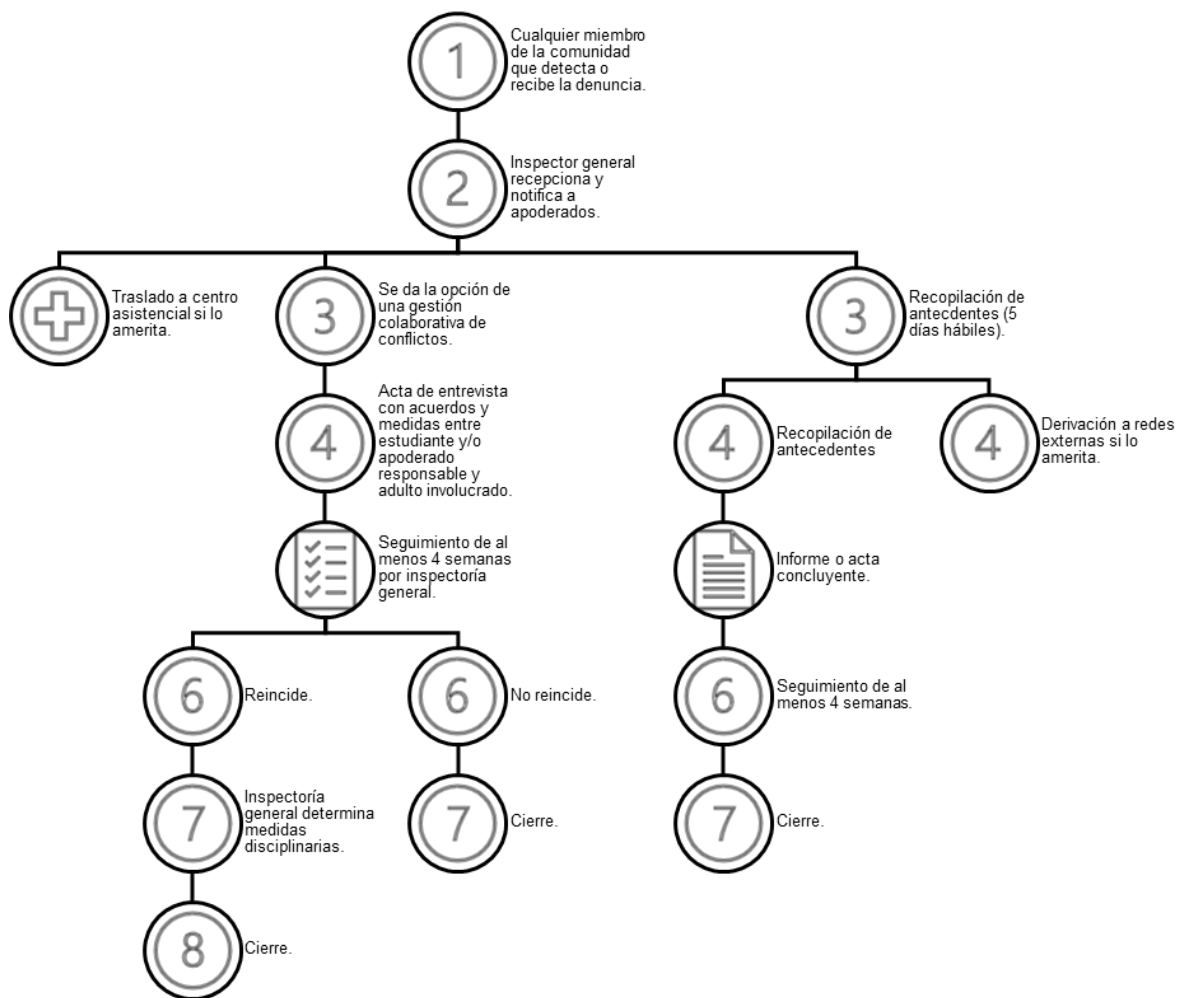 1
Cualquier miembro
de la comunidad
que detecta o
recibe la denuncia.
2
Inspector general
recepciona y
notifica a
apoderados.
Traslado a centro
asistencial si lo
amerita.
3
Se da la opción de
una gestión
colaborativa de
conflictos.
3
Recopilación de
antecdentes (5
días hábiles).
4
Acta de entrevista
con acuerdos y
medidas entre
estudiante y/o
apoderado
responsable y
adulto involucrado.
4
Recopilación de
antecedentes
4
Derivación a redes
externas si lo
amerita.
Seguimiento de al
menos 4 semanas
por inspectoría
general.
Informe o acta
concluyente.
6
Reincide.
6
No reincide.
6
Seguimiento de al
menos 4 semanas.
7
Inspectoría
general determina
medidas
disciplinarias.
7
Cierre.
7
Cierre.
8
Cierre.